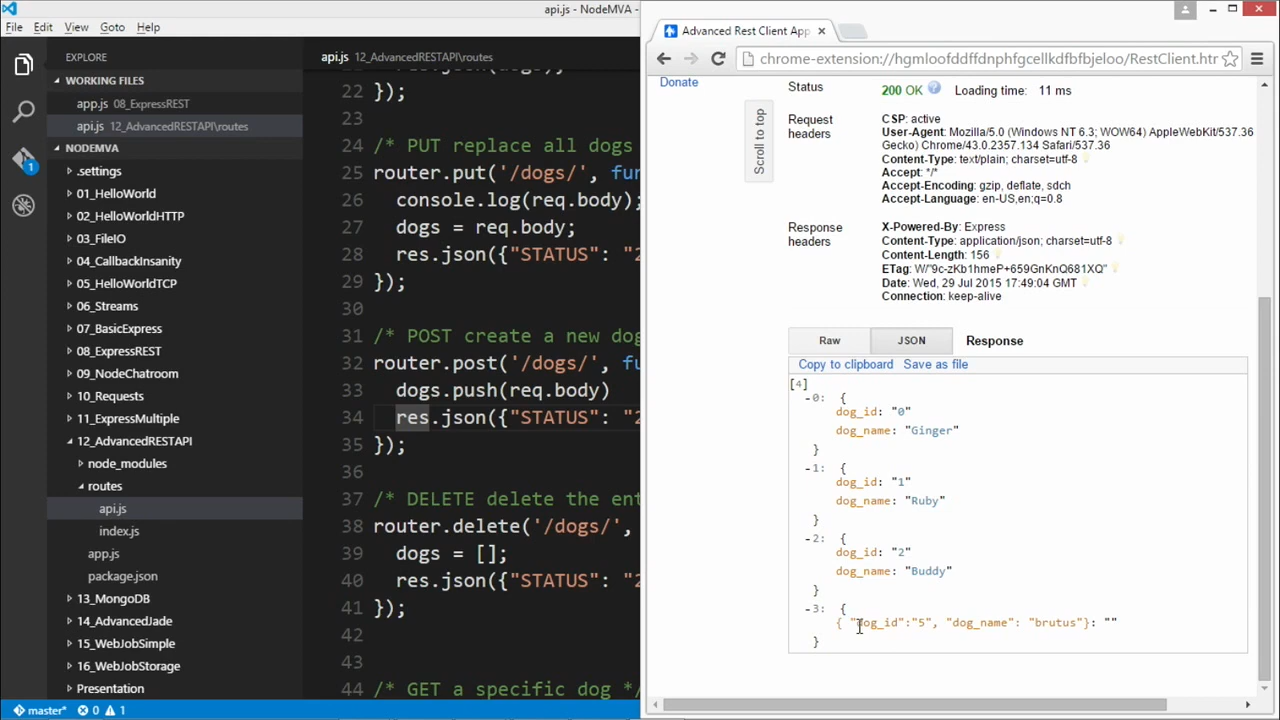 api.js - NodeMVA
File Edit View Goto Help
EXPLORE
WORKING FILES
app.js 08_ExpressREST
api.js 12_AdvancedRESTAPI\routes
NODEMVA
.settings
01_HelloWorld
02_HelloWorldHTTP
03_FileIO
04_CallbackInsanity
05_HelloWorldTCP
06_Streams
07_BasicExpress
08_ExpressREST
09_NodeChatroom
10_Requests
11_ExpressMultiple
12_AdvancedRESTAPI
node_modules
routes
api.js
index.js
app.js
package.json
13_MongoDB
14_AdvancedJade
15_WebJobSimple
16_WebJobStorage
Presentation
1
master* 0 1
api.js 12_AdvancedRESTAPI\routes
22 });
23
24 /* PUT replace all dogs
25 router.put('/dogs/', fur
26 console.log(req.body);
27 dogs = req.body;
28 res.json({"STATUS": "2
29 });
30
31 /* POST create a new dog
32 router.post('/dogs/', fu
33 dogs.push(req.body)
34 res.json({"STATUS": "2
35 });
36
37 /* DELETE delete the ent
38 router.delete('/dogs/',
39 dogs = [];
40 res.json({"STATUS": "2
41 });
42
43
44 /* GET a specific dog */
Advanced Rest Client App
chrome-extension://hgmloofddffdnphfgcellkdfbfbjeloo/RestClient.htr
Donate
Scroll to top
Status 200 OK Loading time: 11 ms
Request headers
CSP: active
User-Agent: Mozilla/5.0 (Windows NT 6.3; WOW64) AppleWebKit/537.36
Gecko) Chrome/43.0.2357.134 Safari/537.36
Content-Type: text/plain; charset=utf-8
Accept: */*
Accept-Encoding: gzip, deflate, sdch
Accept-Language: en-US,en;q=0.8
Response headers
X-Powered-By: Express
Content-Type: application/json; charset=utf-8
Content-Length: 156
ETag: W/"9c-zKb1hmeP+659GnKnQ681XQ"
Date: Wed, 29 Jul 2015 17:49:04 GMT
Connection: keep-alive
Raw JSON Response
Copy to clipboard Save as file
[4]
-0: {
dog_id: "0"
dog_name: "Ginger"
}
-1: {
dog_id: "1"
dog_name: "Ruby"
}
-2: {
dog_id: "2"
dog_name: "Buddy"
}
-3: {
{ "dog_id":"5", "dog_name": "brutus"}: ""
}